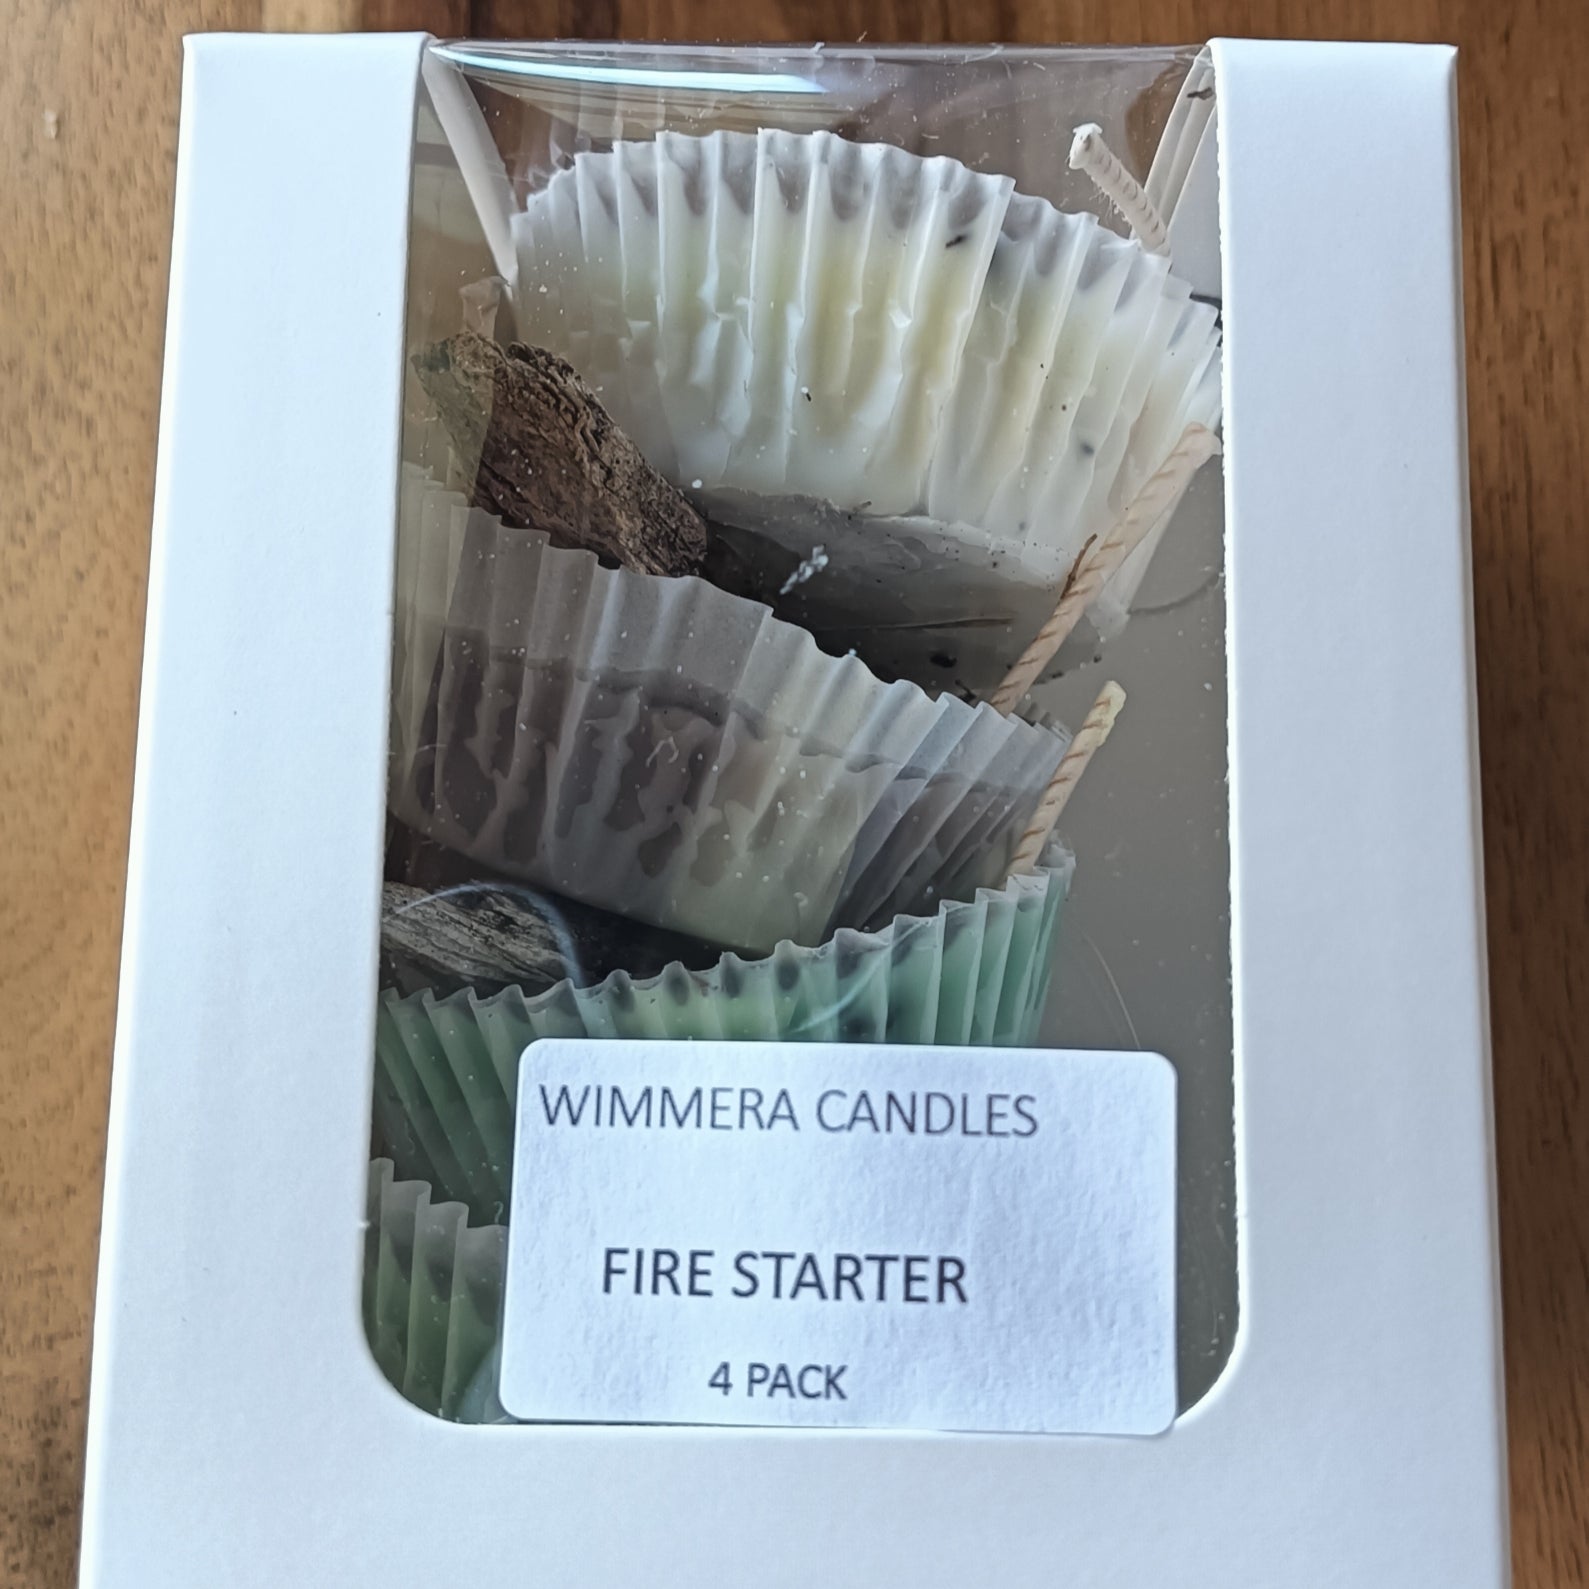 WIMMERA CANDLES
FIRE STARTER
4 PACK